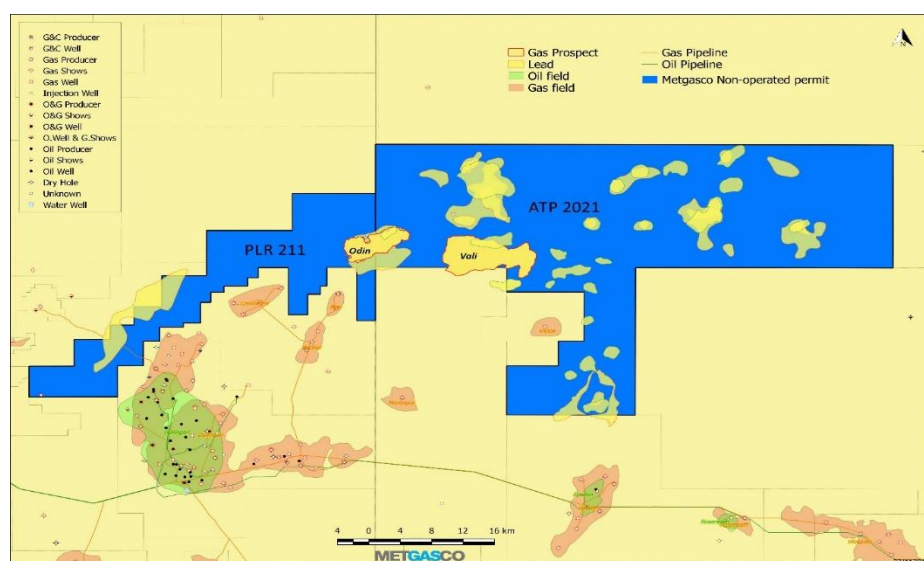 G&C Producer
G&C Well
Gas Producer
Gas Shows
Gas Well
Injection Well
O&G Producer
O&G Shows
O&G Well
O.Well & G.Shows
Oil Producer
Oil Shows
Oil Well
Dry Hole
Unknown
Water Well
Gas Prospect
Lead
Oil field
Gas field
Gas Pipeline
Oil Pipeline
Metgasco Non-operated permit
ATP 2021
PLR 211
Odin
Vali
4 0 4 8 12 16 km
METGASCO